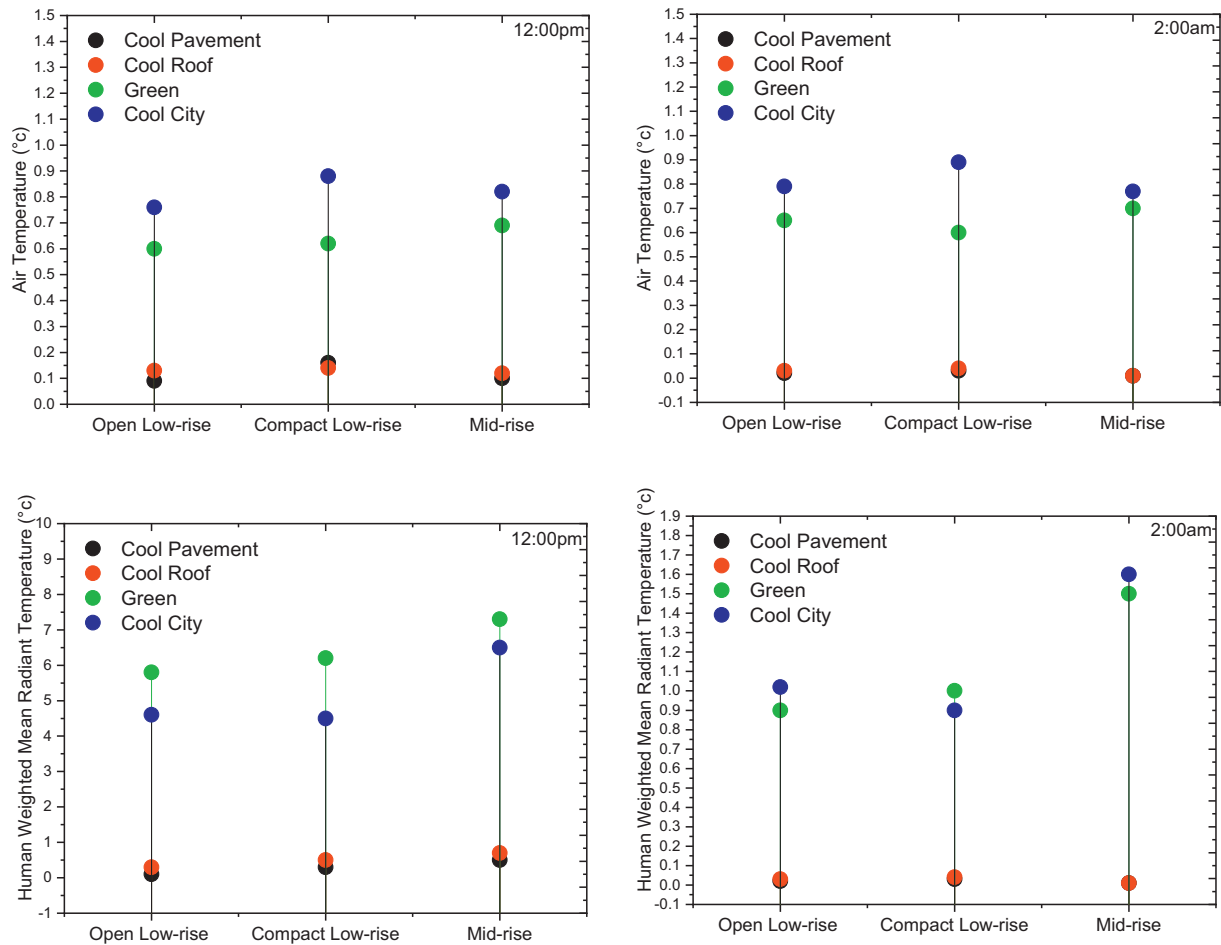 12:00pm
Cool Pavement
Cool Roof
Green
Cool City
Air Temperature (°c)
1.5
1.4
1.3
1.2
1.1
1.0
0.9
0.8
0.7
0.6
0.5
0.4
0.3
0.2
0.1
0.0
Open Low-rise Compact Low-rise Mid-rise
2:00am
Cool Pavement
Cool Roof
Green
Cool City
Air Temperature (°c)
1.5
1.4
1.3
1.2
1.1
1.0
0.9
0.8
0.7
0.6
0.5
0.4
0.3
0.2
0.1
0.0
-0.1
Open Low-rise Compact Low-rise Mid-rise
12:00pm
Cool Pavement
Cool Roof
Green
Cool City
Human Weighted Mean Radiant Temperature (°c)
10
9
8
7
6
5
4
3
2
1
0
-1
Open Low-rise Compact Low-rise Mid-rise
2:00am
Cool Pavement
Cool Roof
Green
Cool City
Human Weighted Mean Radiant Temperature (°c)
1.9
1.8
1.7
1.6
1.5
1.4
1.3
1.2
1.1
1.0
0.9
0.8
0.7
0.6
0.5
0.4
0.3
0.2
0.1
0.0
-0.1
Open Low-rise Compact Low-rise Mid-rise